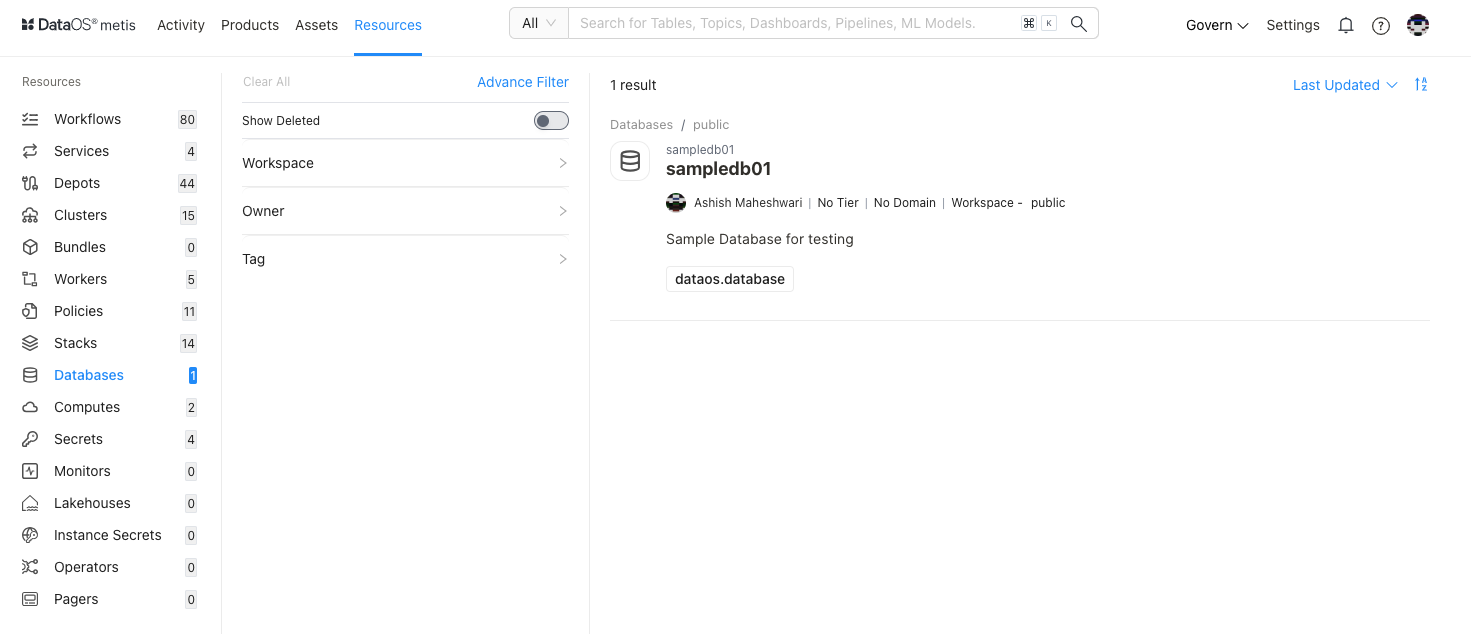 DataOS® metis Activity Products Assets Resources All Search for Tables, Topics, Dashboards, Pipelines, ML Models. ⌘ K Govern Settings
Resources
Workflows 80
Services 4
Depots 44
Clusters 15
Bundles 0
Workers 5
Policies 11
Stacks 14
Databases 1
Computes 2
Secrets 4
Monitors 0
Lakehouses 0
Instance Secrets 0
Operators 0
Pagers 0
Clear All Advance Filter
Show Deleted
Workspace
Owner
Tag
1 result Last Updated
Databases / public
sampledb01
sampledb01
Ashish Maheshwari | No Tier | No Domain | Workspace - public
Sample Database for testing
dataos.database